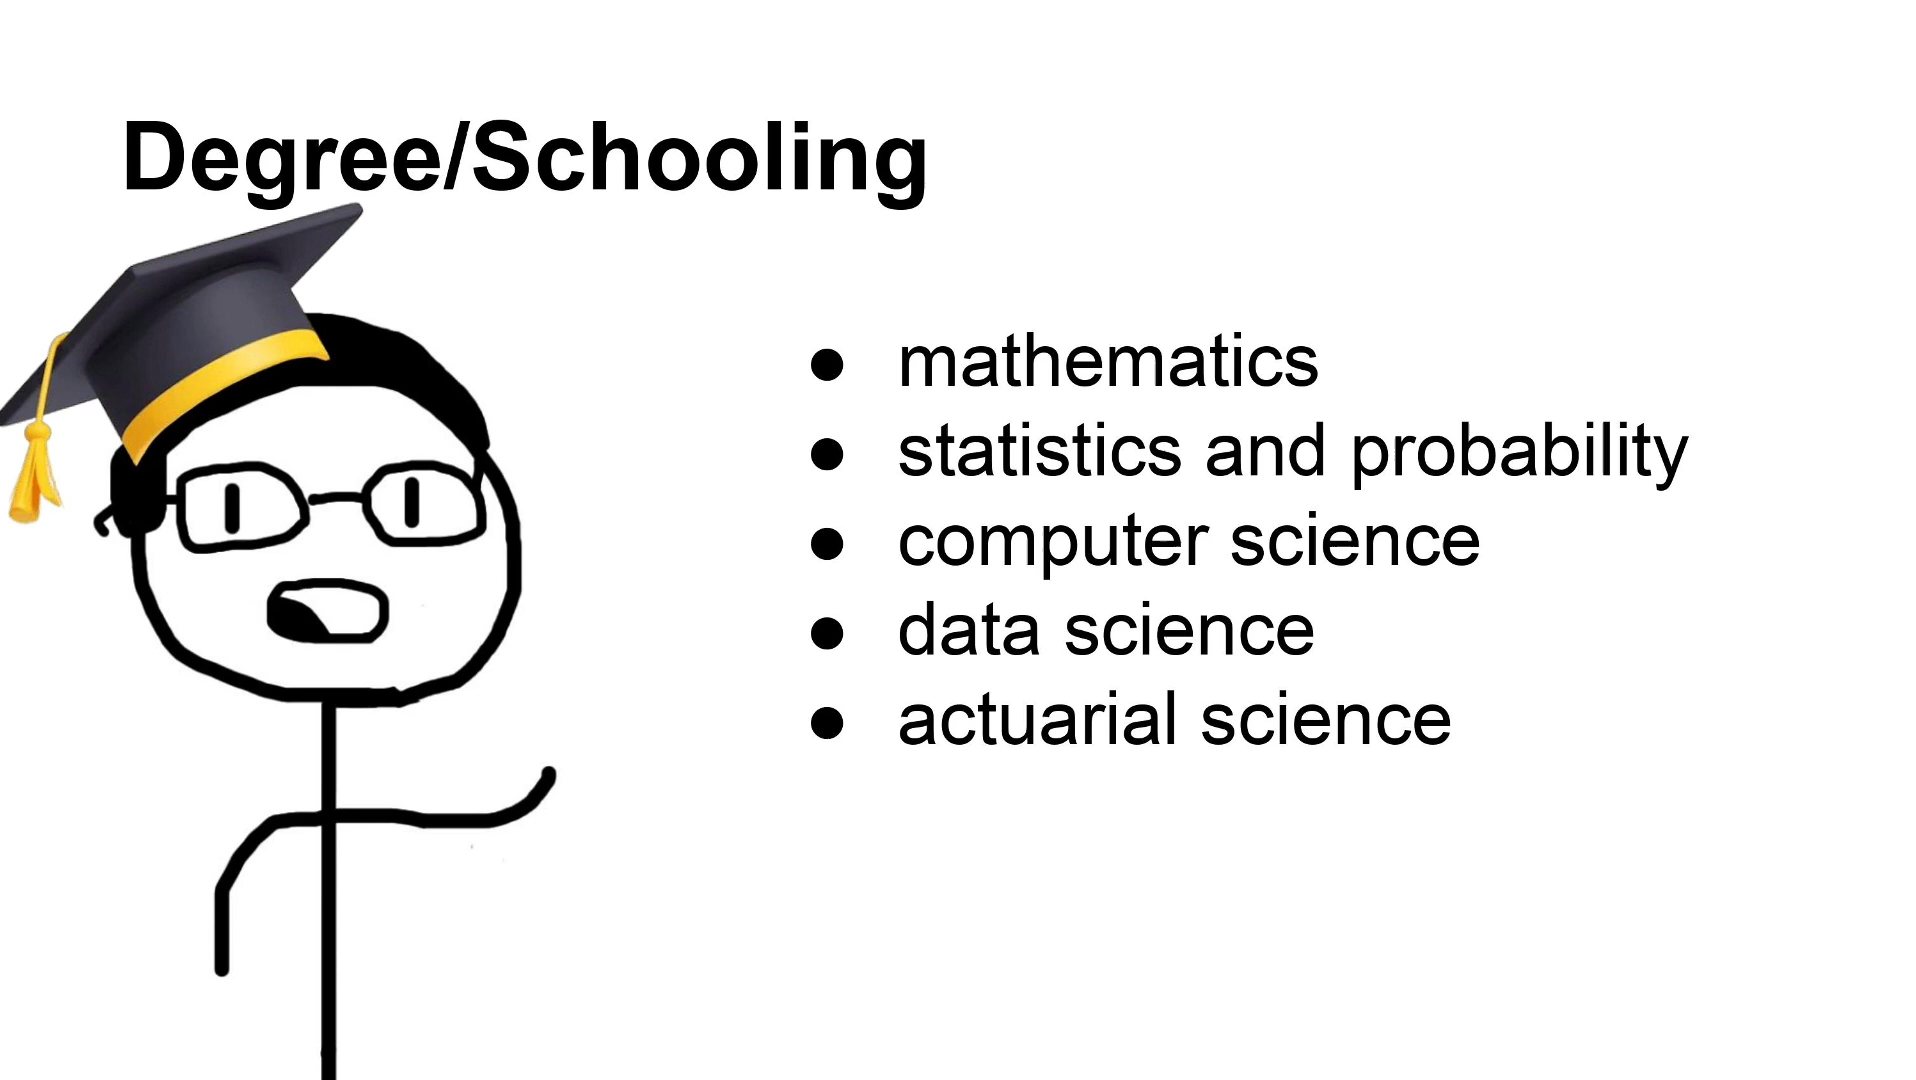 Degree/Schooling
● mathematics
● statistics and probability
● computer science
● data science
● actuarial science